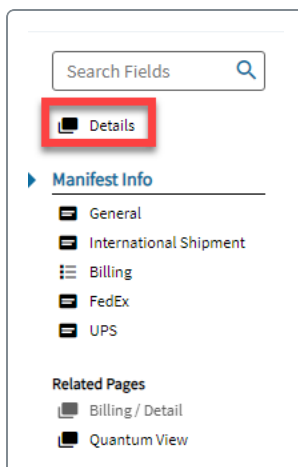 Search Fields
Details
Manifest Info
General
International Shipment
Billing
FedEx
UPS
Related Pages
Billing / Detail
Quantum View